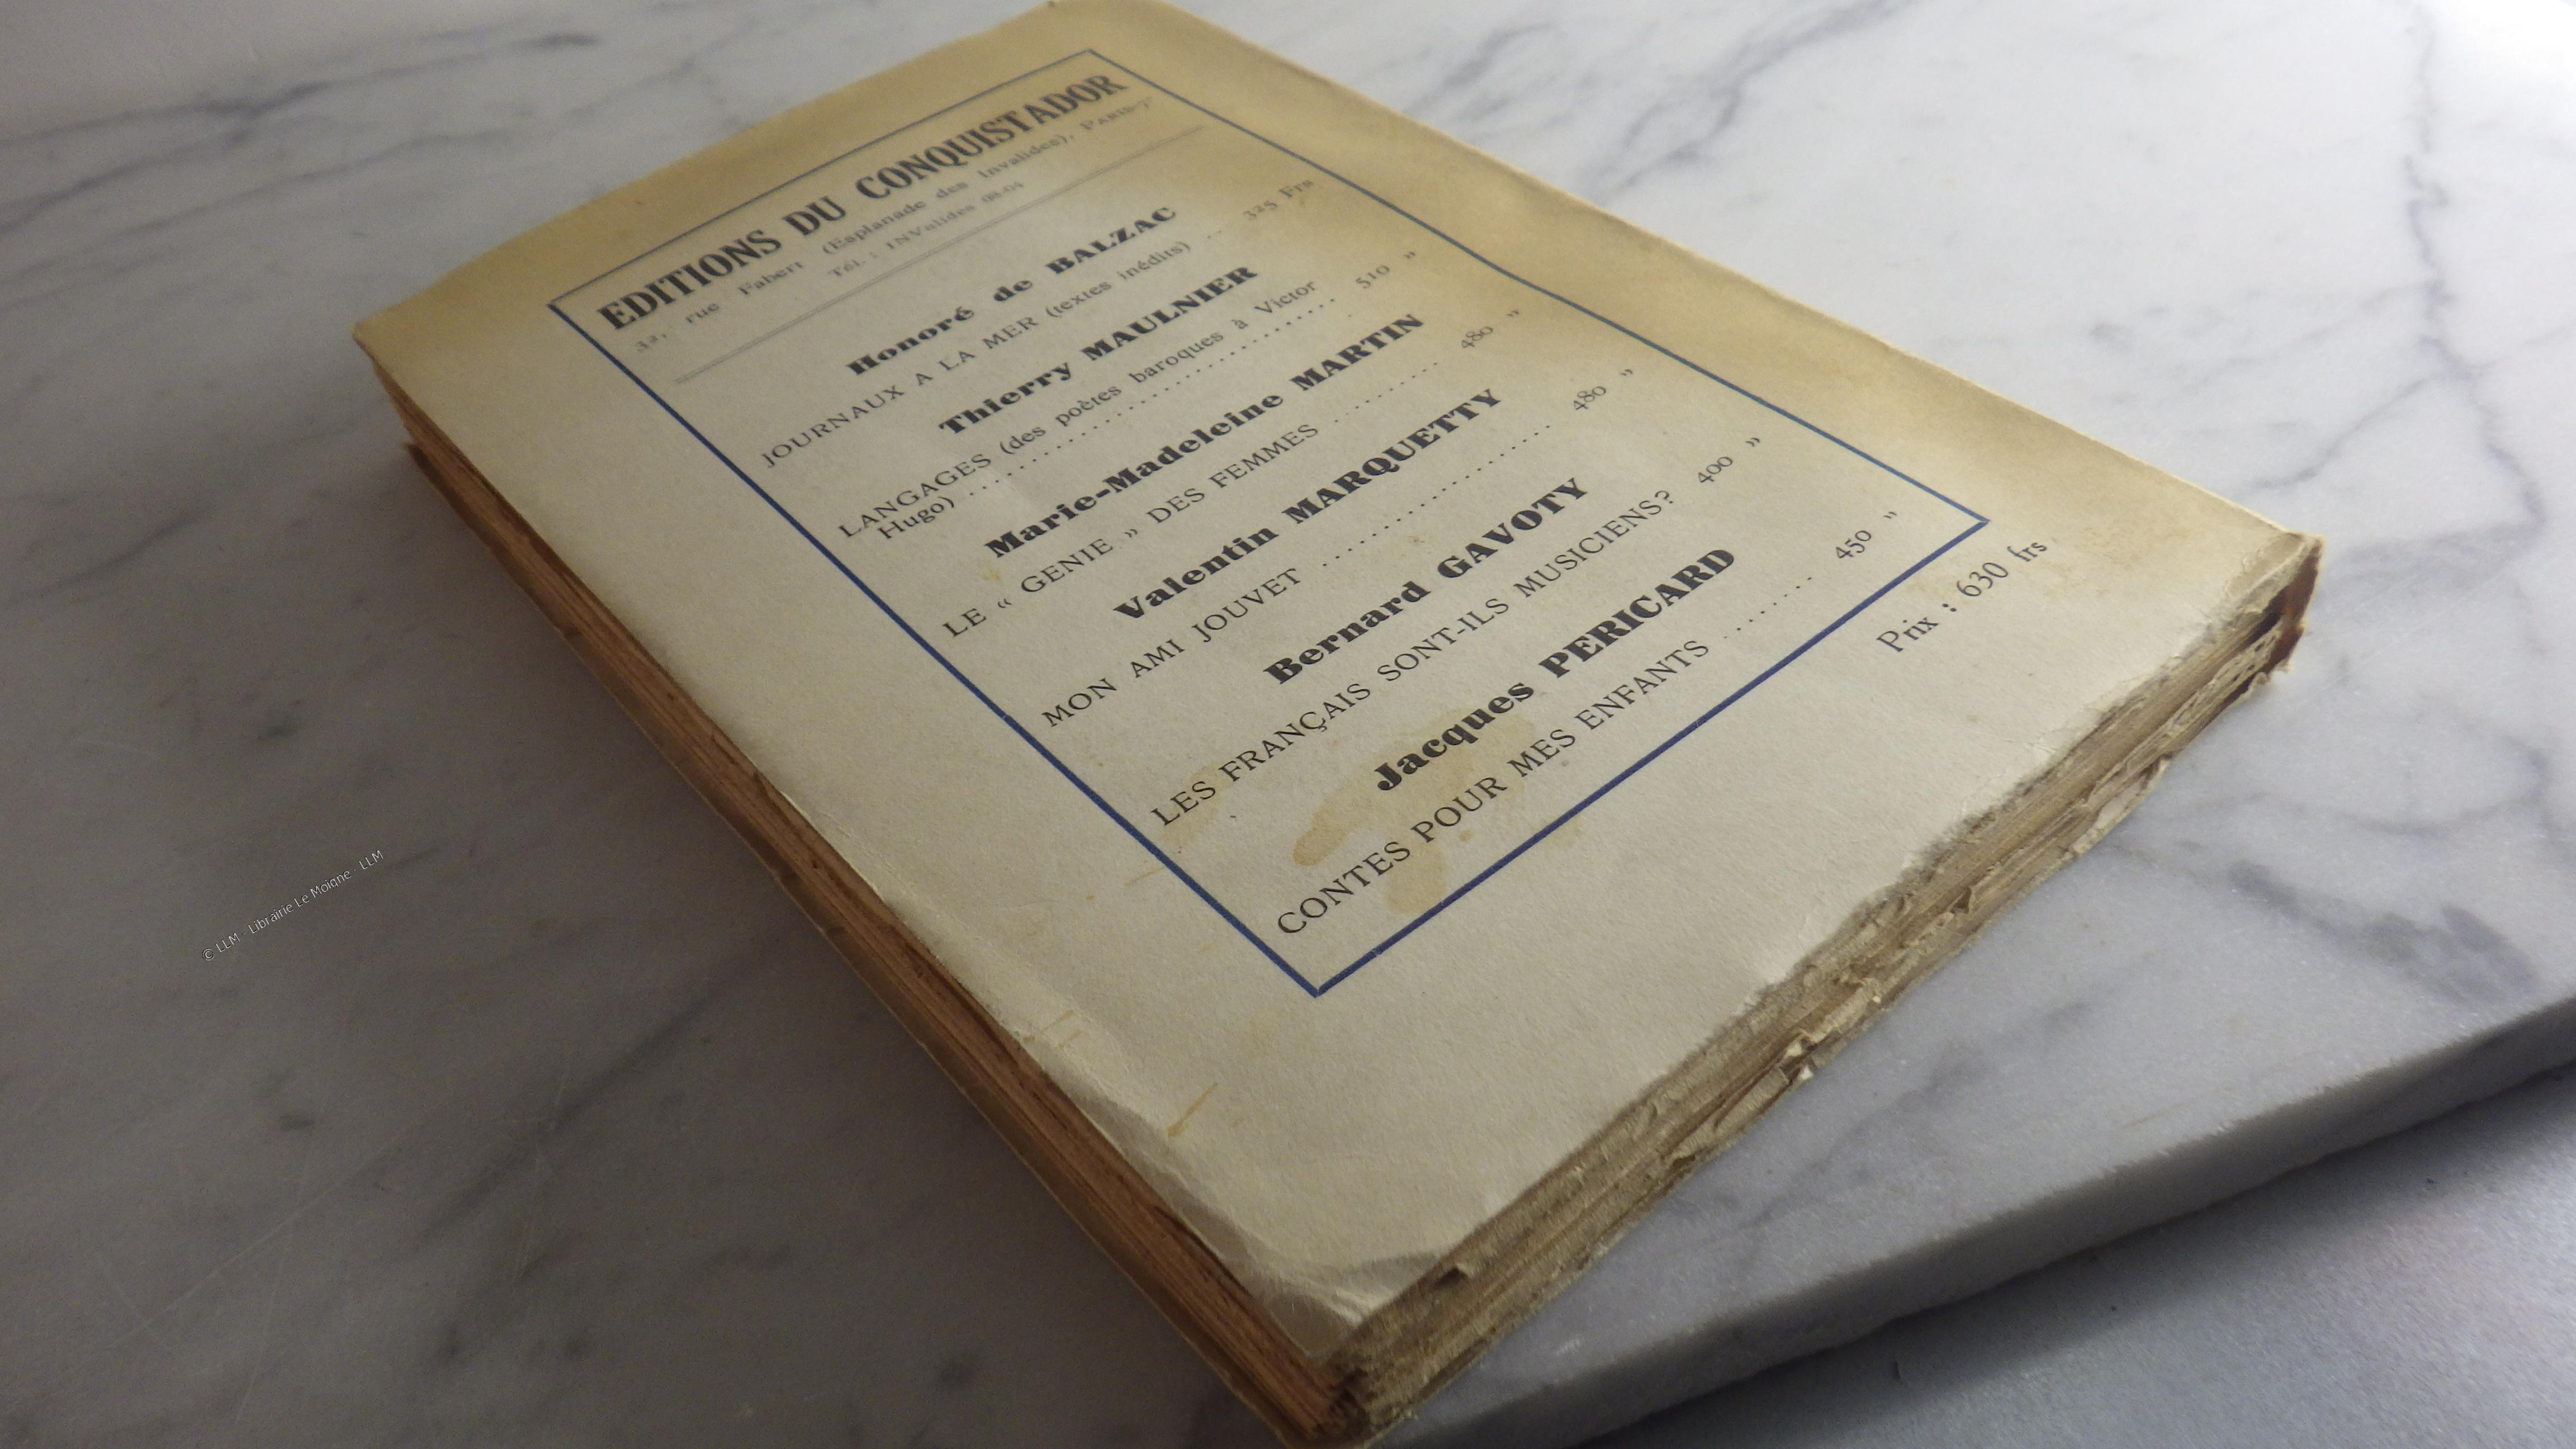 EDITIONS DU CONQUISTADOR
32, rue Fabert (Esplanade des Invalides), PARIS-7e
Tél. : INValides 08-04
Honoré de BALZAC
JOURNAUX A LA MER (textes inédits) .. 325 Frs
Thierry MAULNIER
LANGAGES (des poètes baroques à Victor
Hugo) .............................. 510 »
Marie-Madeleine MARTIN
LE « GENIE » DES FEMMES ........... 480 »
Valentin MARQUETTY
MON AMI JOUVET ...................... 480 »
Bernard GAVOTY
LES FRANÇAIS SONT-ILS MUSICIENS? 400 »
Jacques PERICARD
CONTES POUR MES ENFANTS ........ 450 »
Prix : 630 frs
© LLM - Librairie Le Moigne - LLM